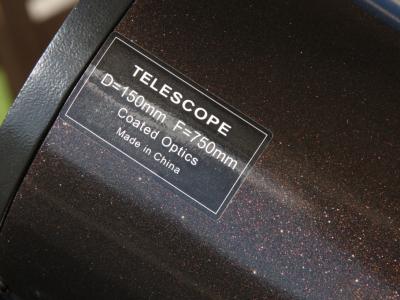 TELESCOPE
D=150mm F=750mm
Coated Optics
Made in China